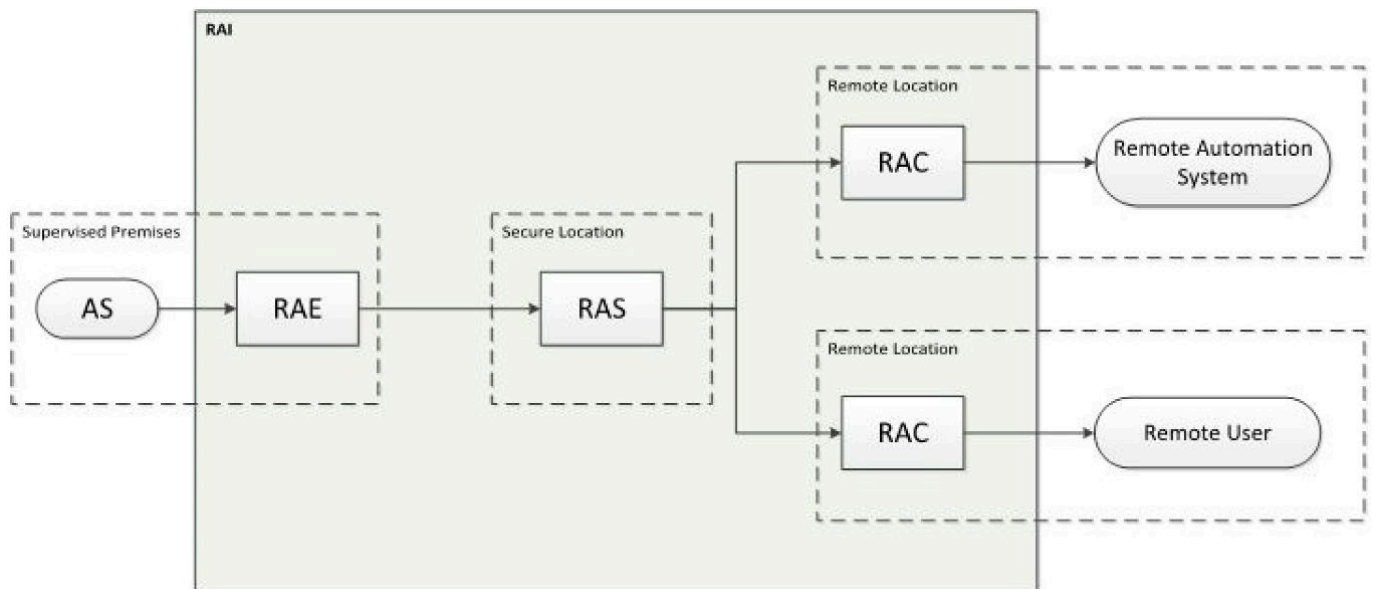 RAI
Remote Location
RAC
Remote Automation
System
Supervised Premises
AS
RAE
Secure Location
RAS
Remote Location
RAC
Remote User